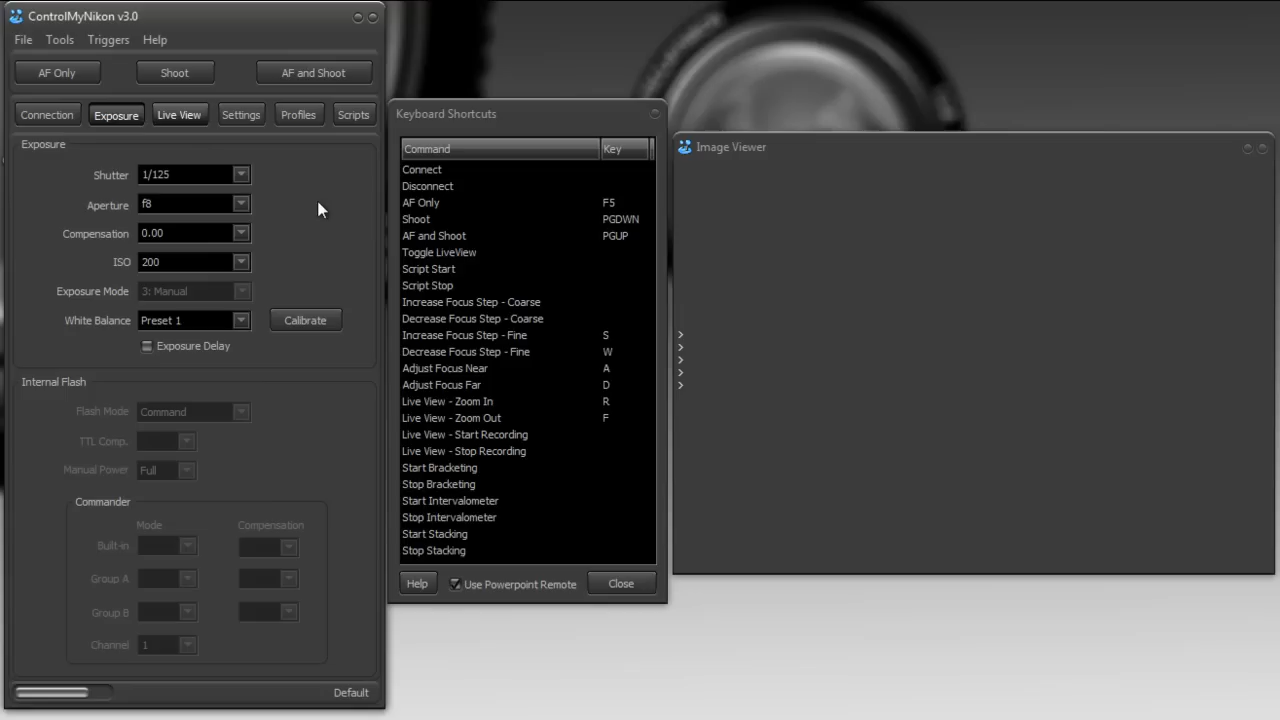 ControlMyNikon v3.0
File Tools Triggers Help
AF Only Shoot AF and Shoot
Connection Exposure Live View Settings Profiles Scripts
Exposure
Shutter 1/125
Aperture f8
Compensation 0.00
ISO 200
Exposure Mode 3: Manual
White Balance Preset 1 Calibrate
Exposure Delay
Internal Flash
Flash Mode Command
TTL Comp.
Manual Power Full
Commander
Mode Compensation
Built-in
Group A
Group B
Channel 1
Default
Keyboard Shortcuts
Command Key
Connect
Disconnect
AF Only F5
Shoot PGDWN
AF and Shoot PGUP
Toggle LiveView
Script Start
Script Stop
Increase Focus Step - Coarse
Decrease Focus Step - Coarse
Increase Focus Step - Fine S
Decrease Focus Step - Fine W
Adjust Focus Near A
Adjust Focus Far D
Live View - Zoom In R
Live View - Zoom Out F
Live View - Start Recording
Live View - Stop Recording
Start Bracketing
Stop Bracketing
Start Intervalometer
Stop Intervalometer
Start Stacking
Stop Stacking
Help Use Powerpoint Remote Close
Image Viewer
>
>
>
>
>